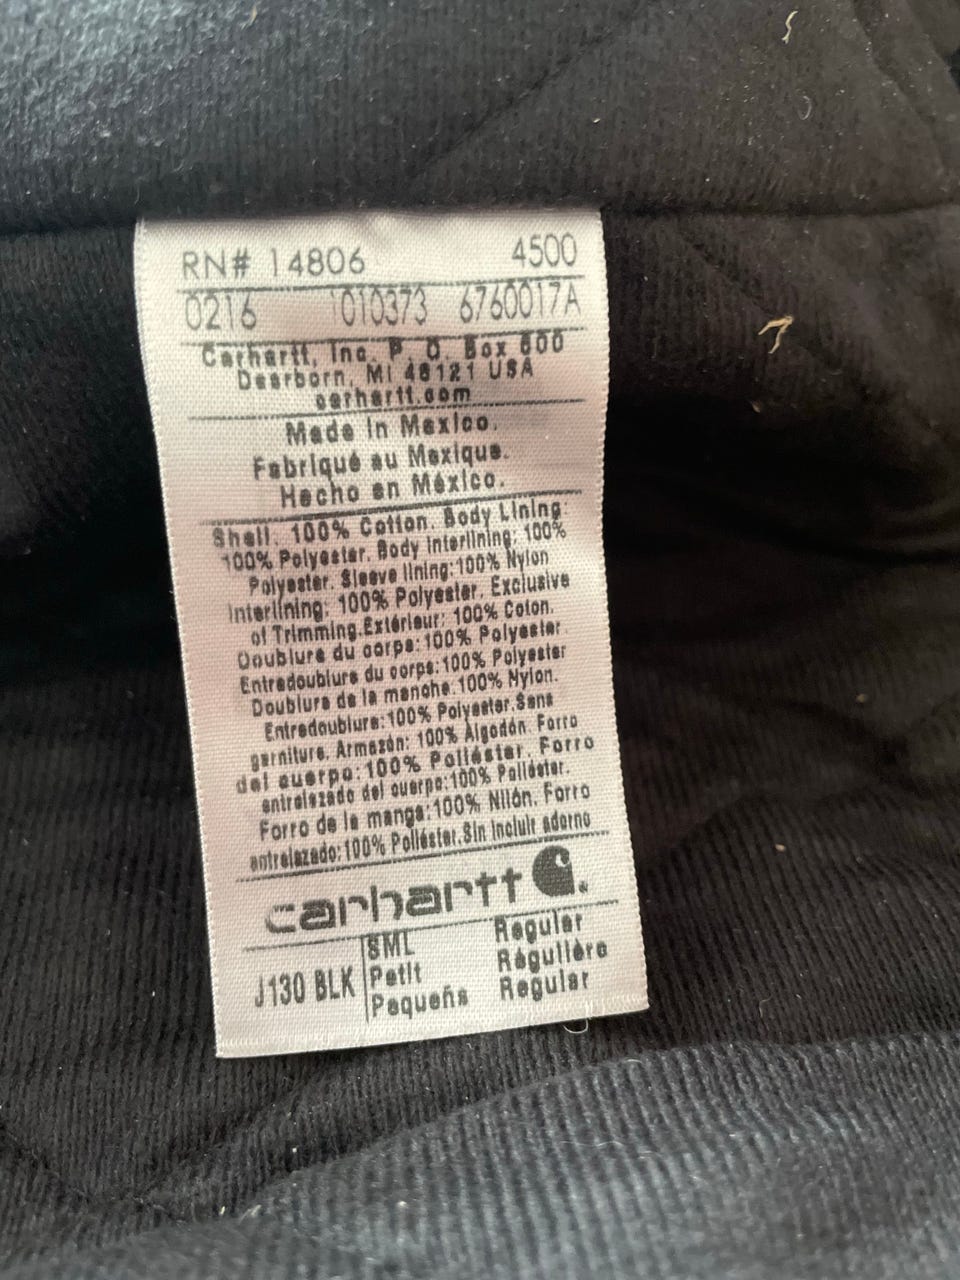 RN# 14806 4500
0216 1010373 6760017A
Carhartt, Inc. P. O. Box 600
Dearborn, MI 48121 USA
carhartt.com
Made in Mexico.
Fabriqué au Mexique.
Hecho en México.
Shell: 100% Cotton. Body Lining:
100% Polyester. Body Interlining: 100%
Polyester. Sleeve lining:100% Nylon
Interlining: 100% Polyester. Exclusive
of Trimming.Extérieur: 100% Coton.
Doublure du corps:100% Polyester
Entredoublure du corps:100% Polyester
Doublure de la manche:100% Nylon.
Entredoublure:100% Polyester.Sans
garniture. Armazón: 100% Algodón. Forro
del cuerpo:100% Poliéster. Forro
entrelazado del cuerpo:100% Poliéster.
Forro de la manga:100% Nilón. Forro
entrelazado:100% Poliéster.Sin incluir adorno
carhartt
J130 BLK SML Regular
Petit Régulière
Pequeña Regular